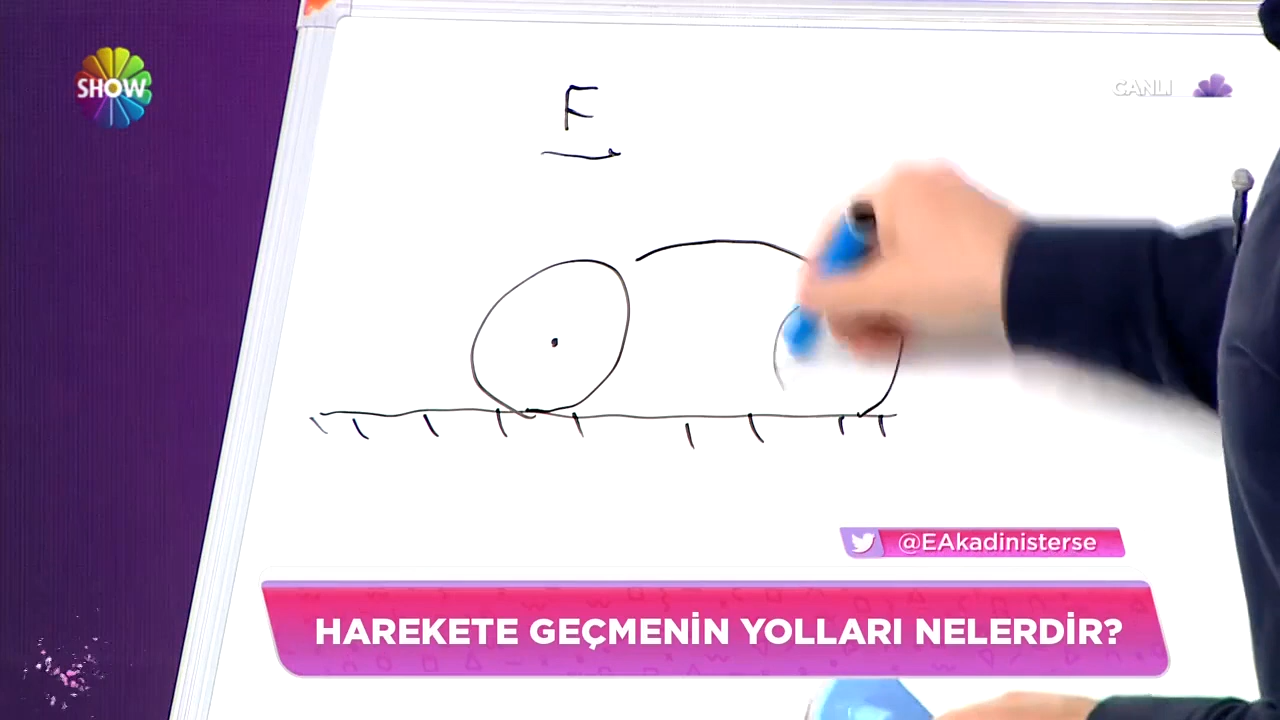 SHOW
F
CANLI
@EAkadinisterse
HAREKETE GEÇMENİN YOLLARI NELERDİR?